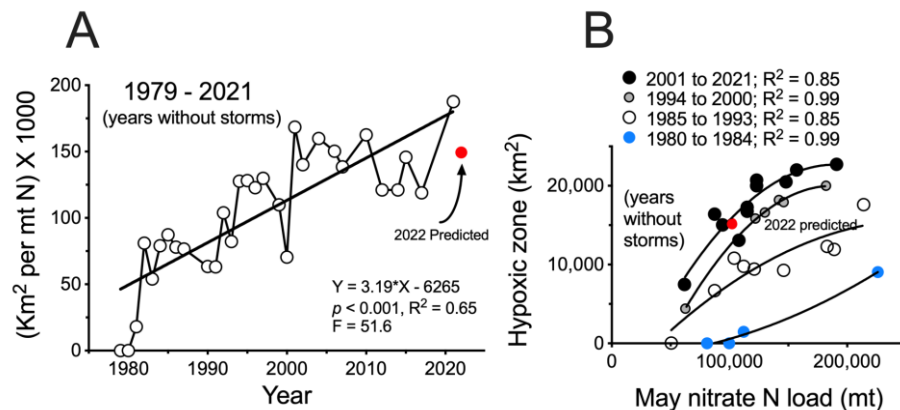 A
200
150
100
50
0
(Km² per mt N) X 1000
1979 - 2021
(years without storms)
2022 Predicted
Y = 3.19*X - 6265
p < 0.001, R² = 0.65
F = 51.6
1980
1990
2000
2010
2020
Year
B
2001 to 2021; R² = 0.85
1994 to 2000; R² = 0.99
1985 to 1993; R² = 0.85
1980 to 1984; R² = 0.99
Hypoxic zone (km²)
20,000
10,000
0
(years
without
storms)
2022 predicted
0
100,000
200,000
May nitrate N load (mt)